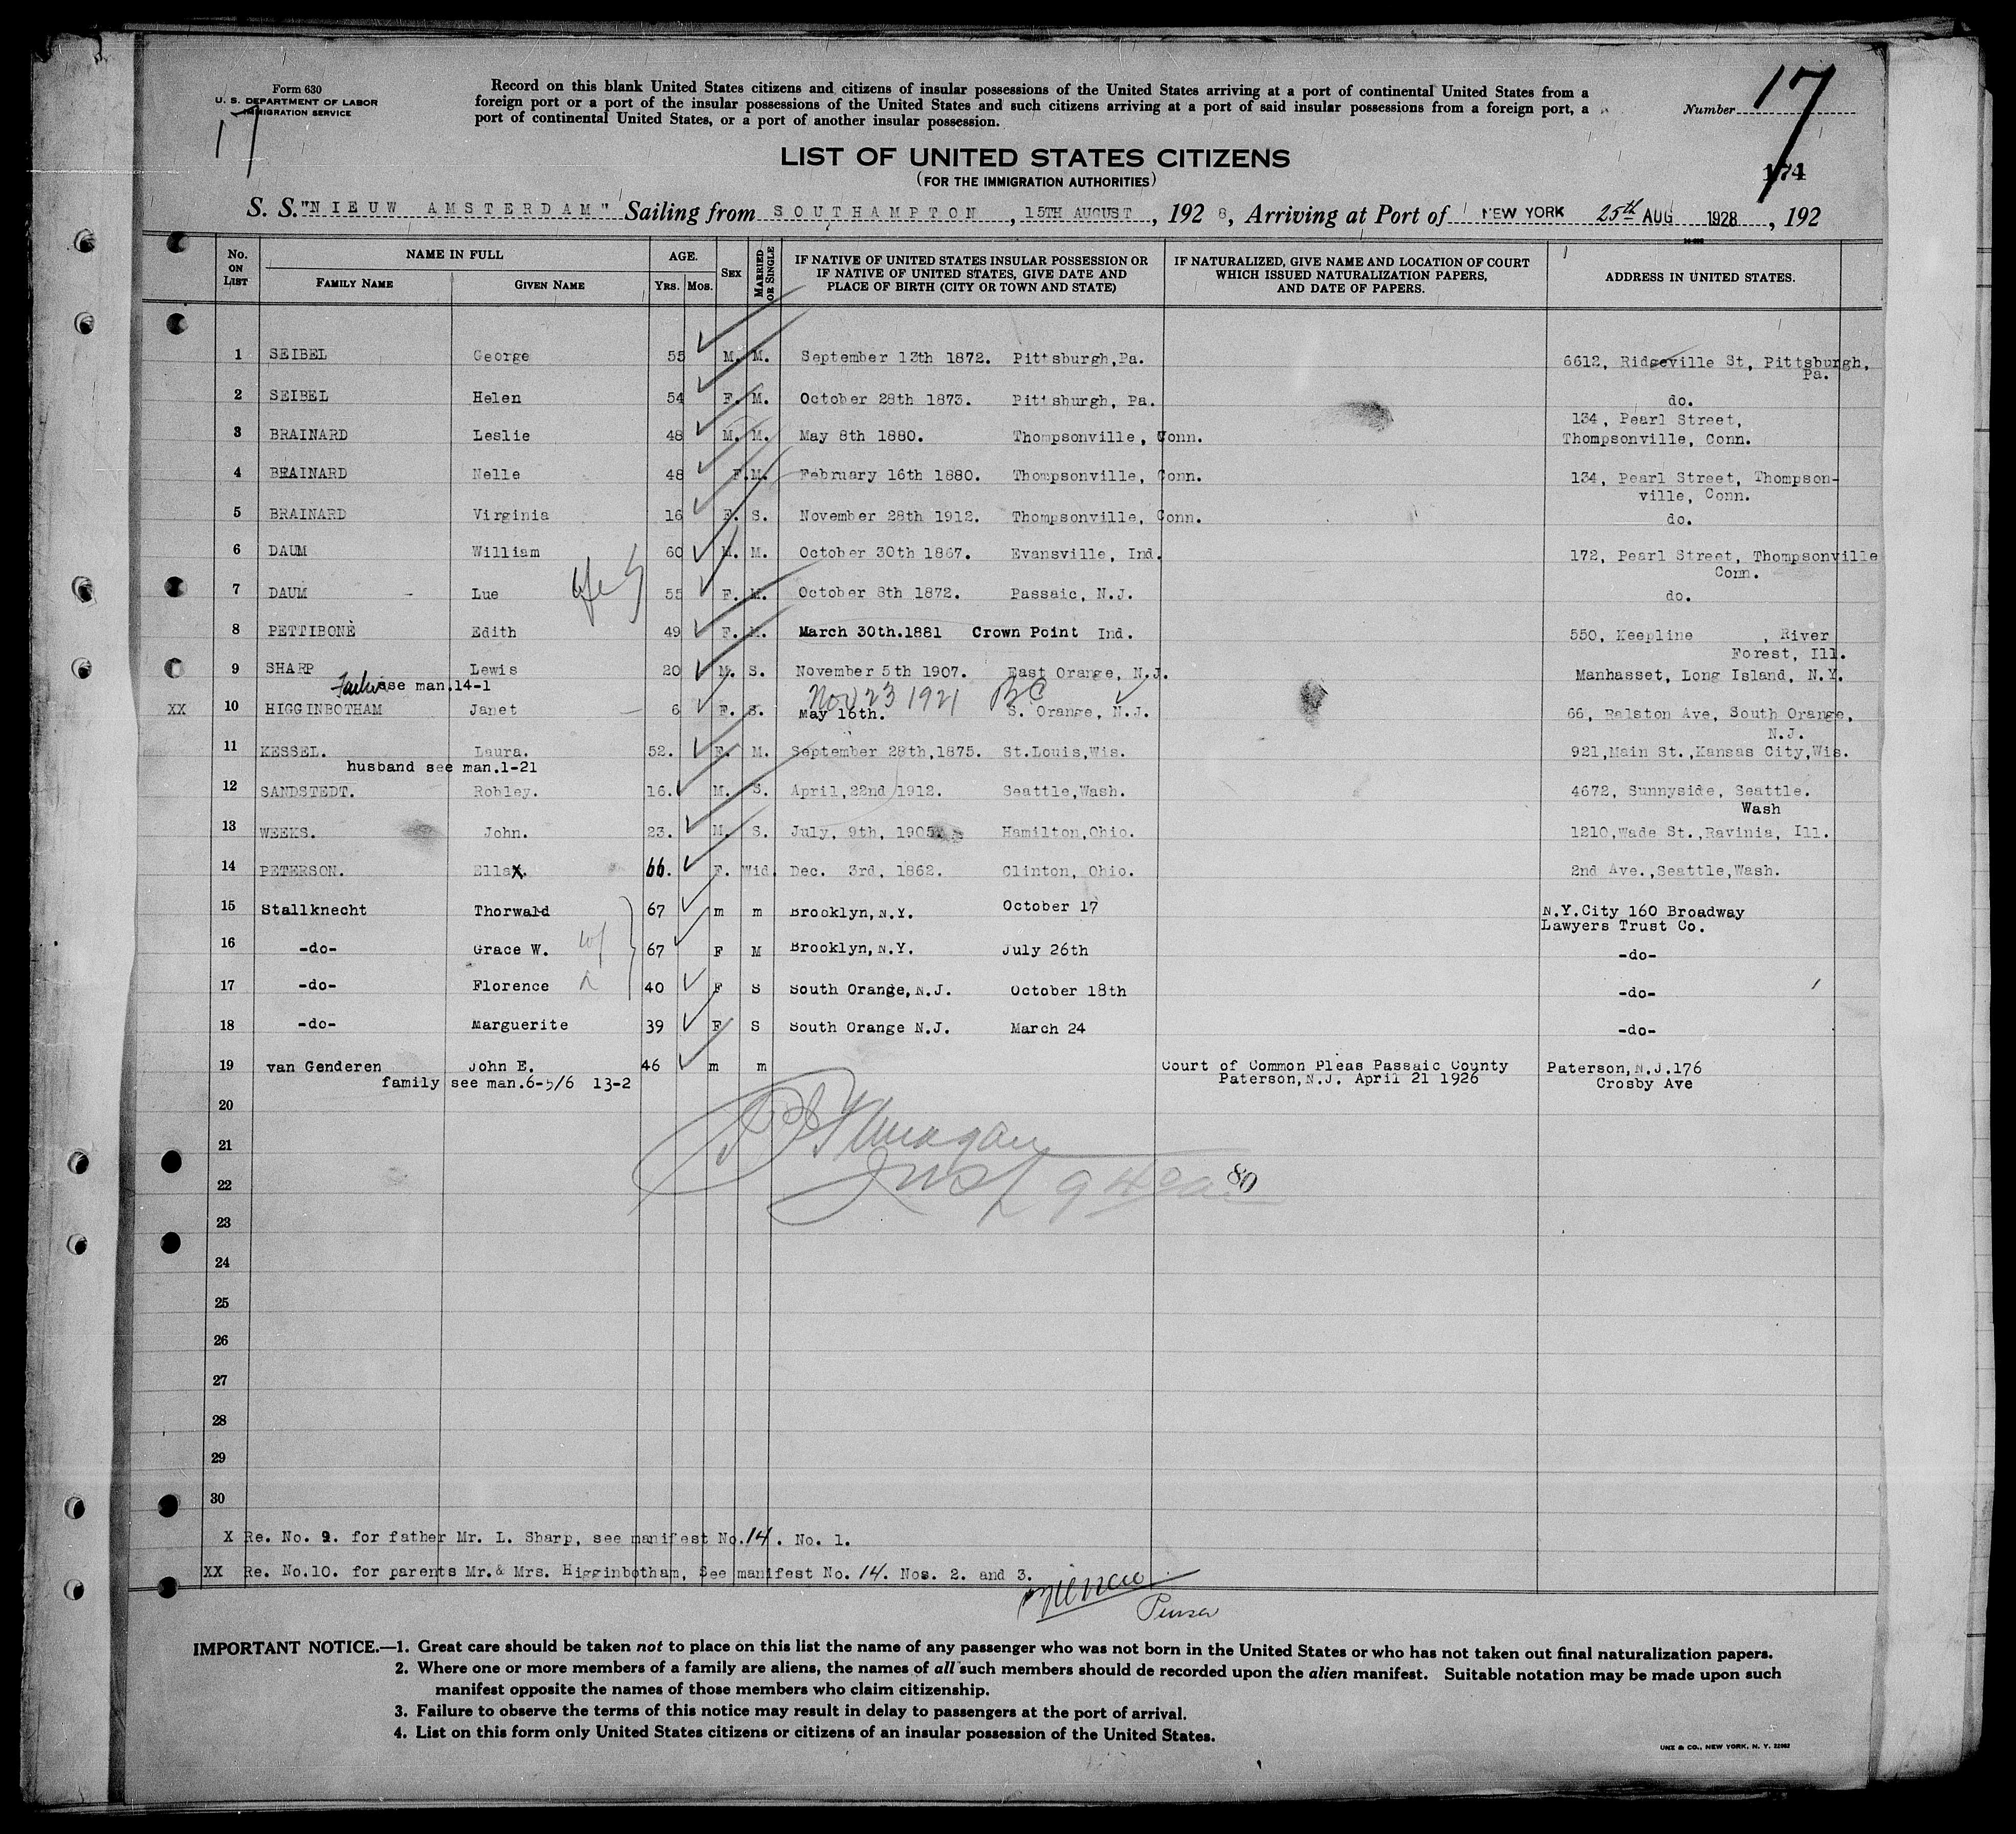 Form 630
U. S. DEPARTMENT OF LABOR
IMMIGRATION SERVICE
17
Record on this blank United States citizens and citizens of insular possessions of the United States arriving at a port of continental United States from a
foreign port or a port of the insular possessions of the United States and such citizens arriving at a port of said insular possessions from a foreign port, a
port of continental United States, or a port of another insular possession.
Number 17
174
LIST OF UNITED STATES CITIZENS
(FOR THE IMMIGRATION AUTHORITIES)
S. S. "NIEUW AMSTERDAM" Sailing from SOUTHAMPTON, 15TH AUGUST, 192 8, Arriving at Port of NEW YORK 25th AUG 1928, 192
No. ON LIST
NAME IN FULL
FAMILY NAME
GIVEN NAME
AGE.
YRS. MOS.
SEX
MARRIED OR SINGLE
IF NATIVE OF UNITED STATES INSULAR POSSESSION OR
IF NATIVE OF UNITED STATES, GIVE DATE AND
PLACE OF BIRTH (CITY OR TOWN AND STATE)
IF NATURALIZED, GIVE NAME AND LOCATION OF COURT
WHICH ISSUED NATURALIZATION PAPERS,
AND DATE OF PAPERS.
ADDRESS IN UNITED STATES.
1 SEIBEL George 55 M. M. September 13th 1872. Pittsburgh,Pa. 6612, Ridgeville St, Pittsburgh,
Pa.
2 SEIBEL Helen 54 F. M. October 28th 1873. Pittsburgh, Pa. do.
3 BRAINARD Leslie 48 M. M. May 8th 1880. Thompsonville, Conn. 134, Pearl Street,
Thompsonville, Conn.
4 BRAINARD Nelle 48 F. M. February 16th 1880. Thompsonville, Conn. 134, Pearl Street, Thompson-
ville, Conn.
5 BRAINARD Virginia 16 F. S. November 28th 1912. Thompsonville, Conn. do.
6 DAUM William 60 M. M. October 30th 1867. Evansville, Ind. 172, Pearl Street, Thompsonville
Conn.
7 DAUM - Lue 55 F. M. October 8th 1872. Passaic, N.J. do.
8 PETTIBONE Edith 49 F. M. March 30th.1881 Crown Point Ind. 550, Keepline , River
Forest, Ill.
9 SHARP Lewis 20 M. S. November 5th 1907. East Orange, N.J. Manhasset, Long Island, N.Y.
Father see man.14-1
Nov 23 1921 BC
XX 10 HIGGINBOTHAM Janet 6 F. S. May 16th. S. Orange, N.J. 66, Ralston Ave, South Orange,
N.J.
11 KESSEL. Laura. 52. F. M. September 28th,1875. St.Louis,Wis. 921,Main St.,Kansas City,Wis.
husband see man.1-21
12 SANDSTEDT. Robley. 16. M. S. April,22nd 1912. Seattle,Wash. 4672, Sunnyside, Seattle.
Wash
13 WEEKS. John. 23. M. S. July, 9th, 1905. Hamilton,Ohio. 1210,Wade St.,Ravinia, Ill.
14 PETERSON. Ella. 66. F. Wid. Dec. 3rd, 1862. Clinton, Ohio. 2nd Ave.,Seattle,Wash.
15 Stallknecht Thorwald 67 m m Brooklyn,N.Y. October 17 N.Y.City 160 Broadway
Lawyers Trust Co.
16 -do- Grace W. 67 F M Brooklyn,N.Y. July 26th -do-
17 -do- Florence 40 F S South Orange,N.J. October 18th -do-
18 -do- Marguerite 39 F S South Orange N.J. March 24 -do-
19 van Genderen John E. 46 m m Court of Common Pleas Passaic County Paterson,N.J.176
family see man.6-5/6 13-2 Paterson,N.J. April 21 1926 Crosby Ave
20
21
22
80
23
24
25
26
27
28
29
30
X Re. No. 9. for father Mr. L. Sharp, see manifest No.14. No. 1.
XX Re. No.10. for parents Mr.& Mrs. Higginbotham, See manifest No. 14. Nos. 2. and 3.
Purser
IMPORTANT NOTICE.—1. Great care should be taken not to place on this list the name of any passenger who was not born in the United States or who has not taken out final naturalization papers.
2. Where one or more members of a family are aliens, the names of all such members should de recorded upon the alien manifest. Suitable notation may be made upon such
manifest opposite the names of those members who claim citizenship.
3. Failure to observe the terms of this notice may result in delay to passengers at the port of arrival.
4. List on this form only United States citizens or citizens of an insular possession of the United States.
UNZ & CO., NEW YORK, N. Y. 22962